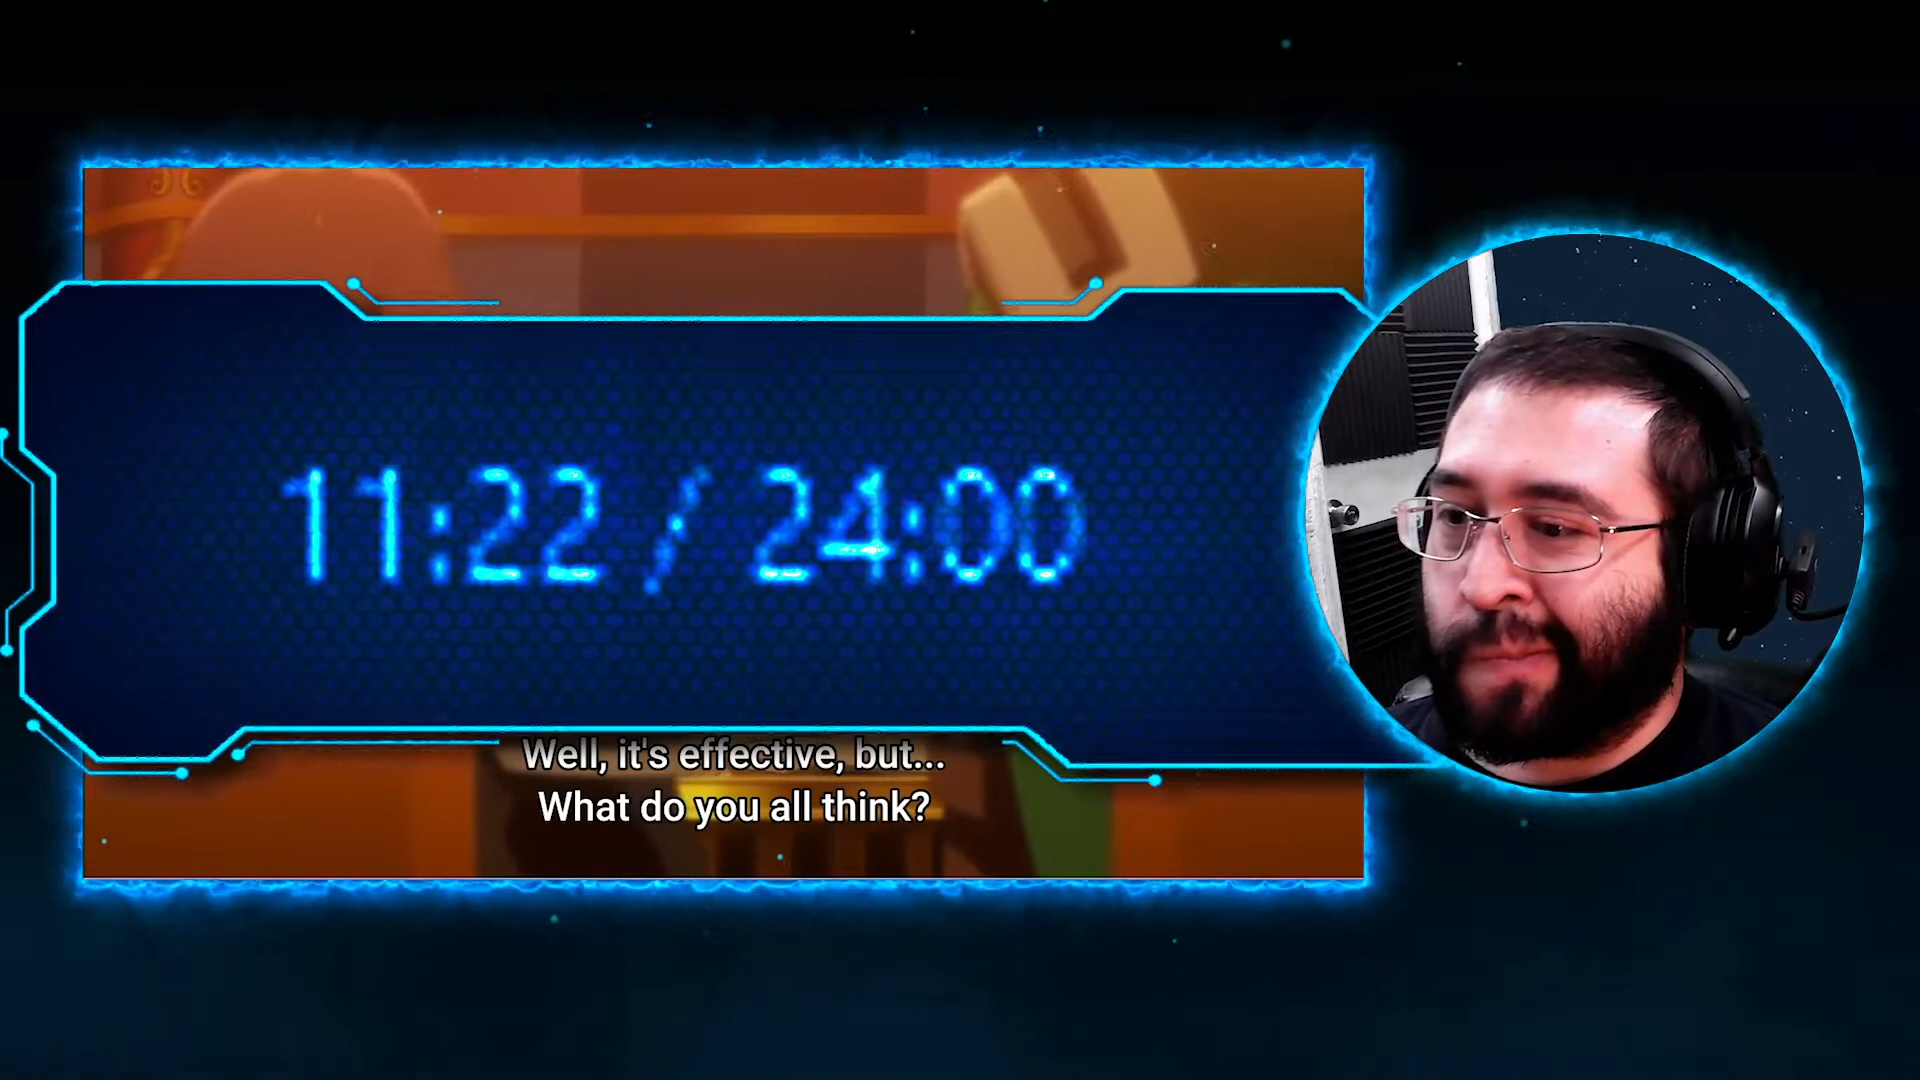 11:22 / 24:00
Well, it's effective, but...
What do you all think?